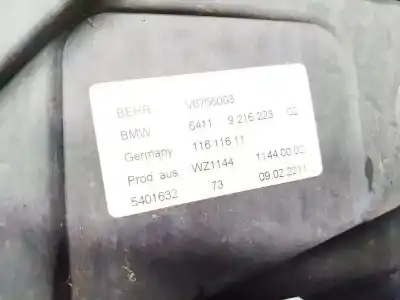 BEHR V6756003
BMW 6411 9 216 223 02
Germany 116 116 11
Prod aus WZ1144 1144.00.02
5401632 73 09.02.2011